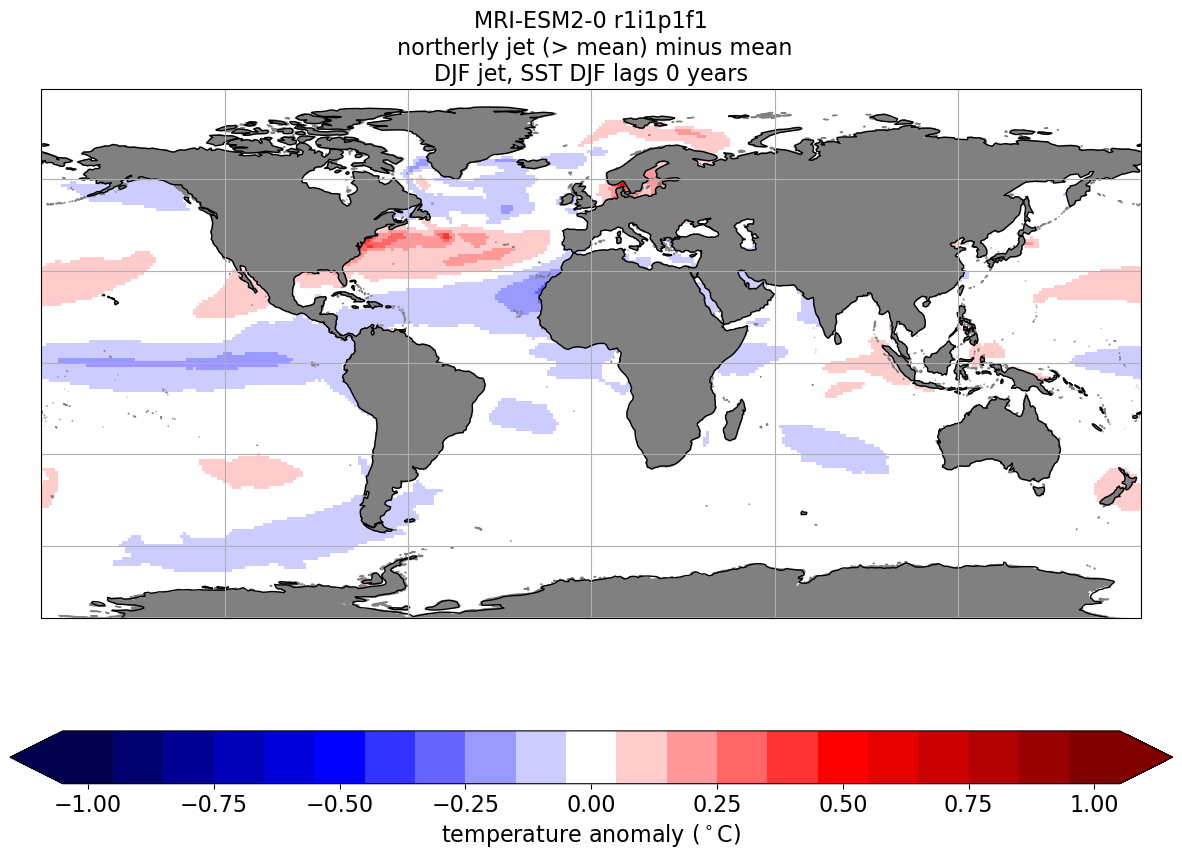 MRI-ESM2-0 r1i1p1f1
northerly jet (> mean) minus mean
DJF jet, SST DJF lags 0 years
−1.00 −0.75 −0.50 −0.25 0.00 0.25 0.50 0.75 1.00
temperature anomaly (°C)